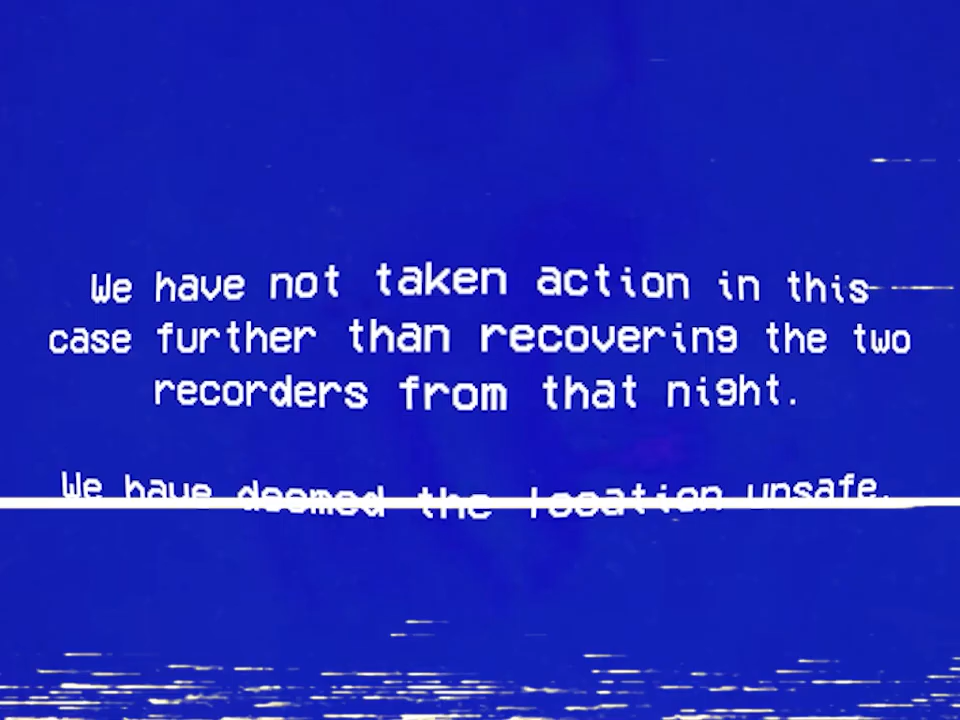 We have not taken action in this
case further than recovering the two
recorders from that night.
We have deemed the location unsafe.